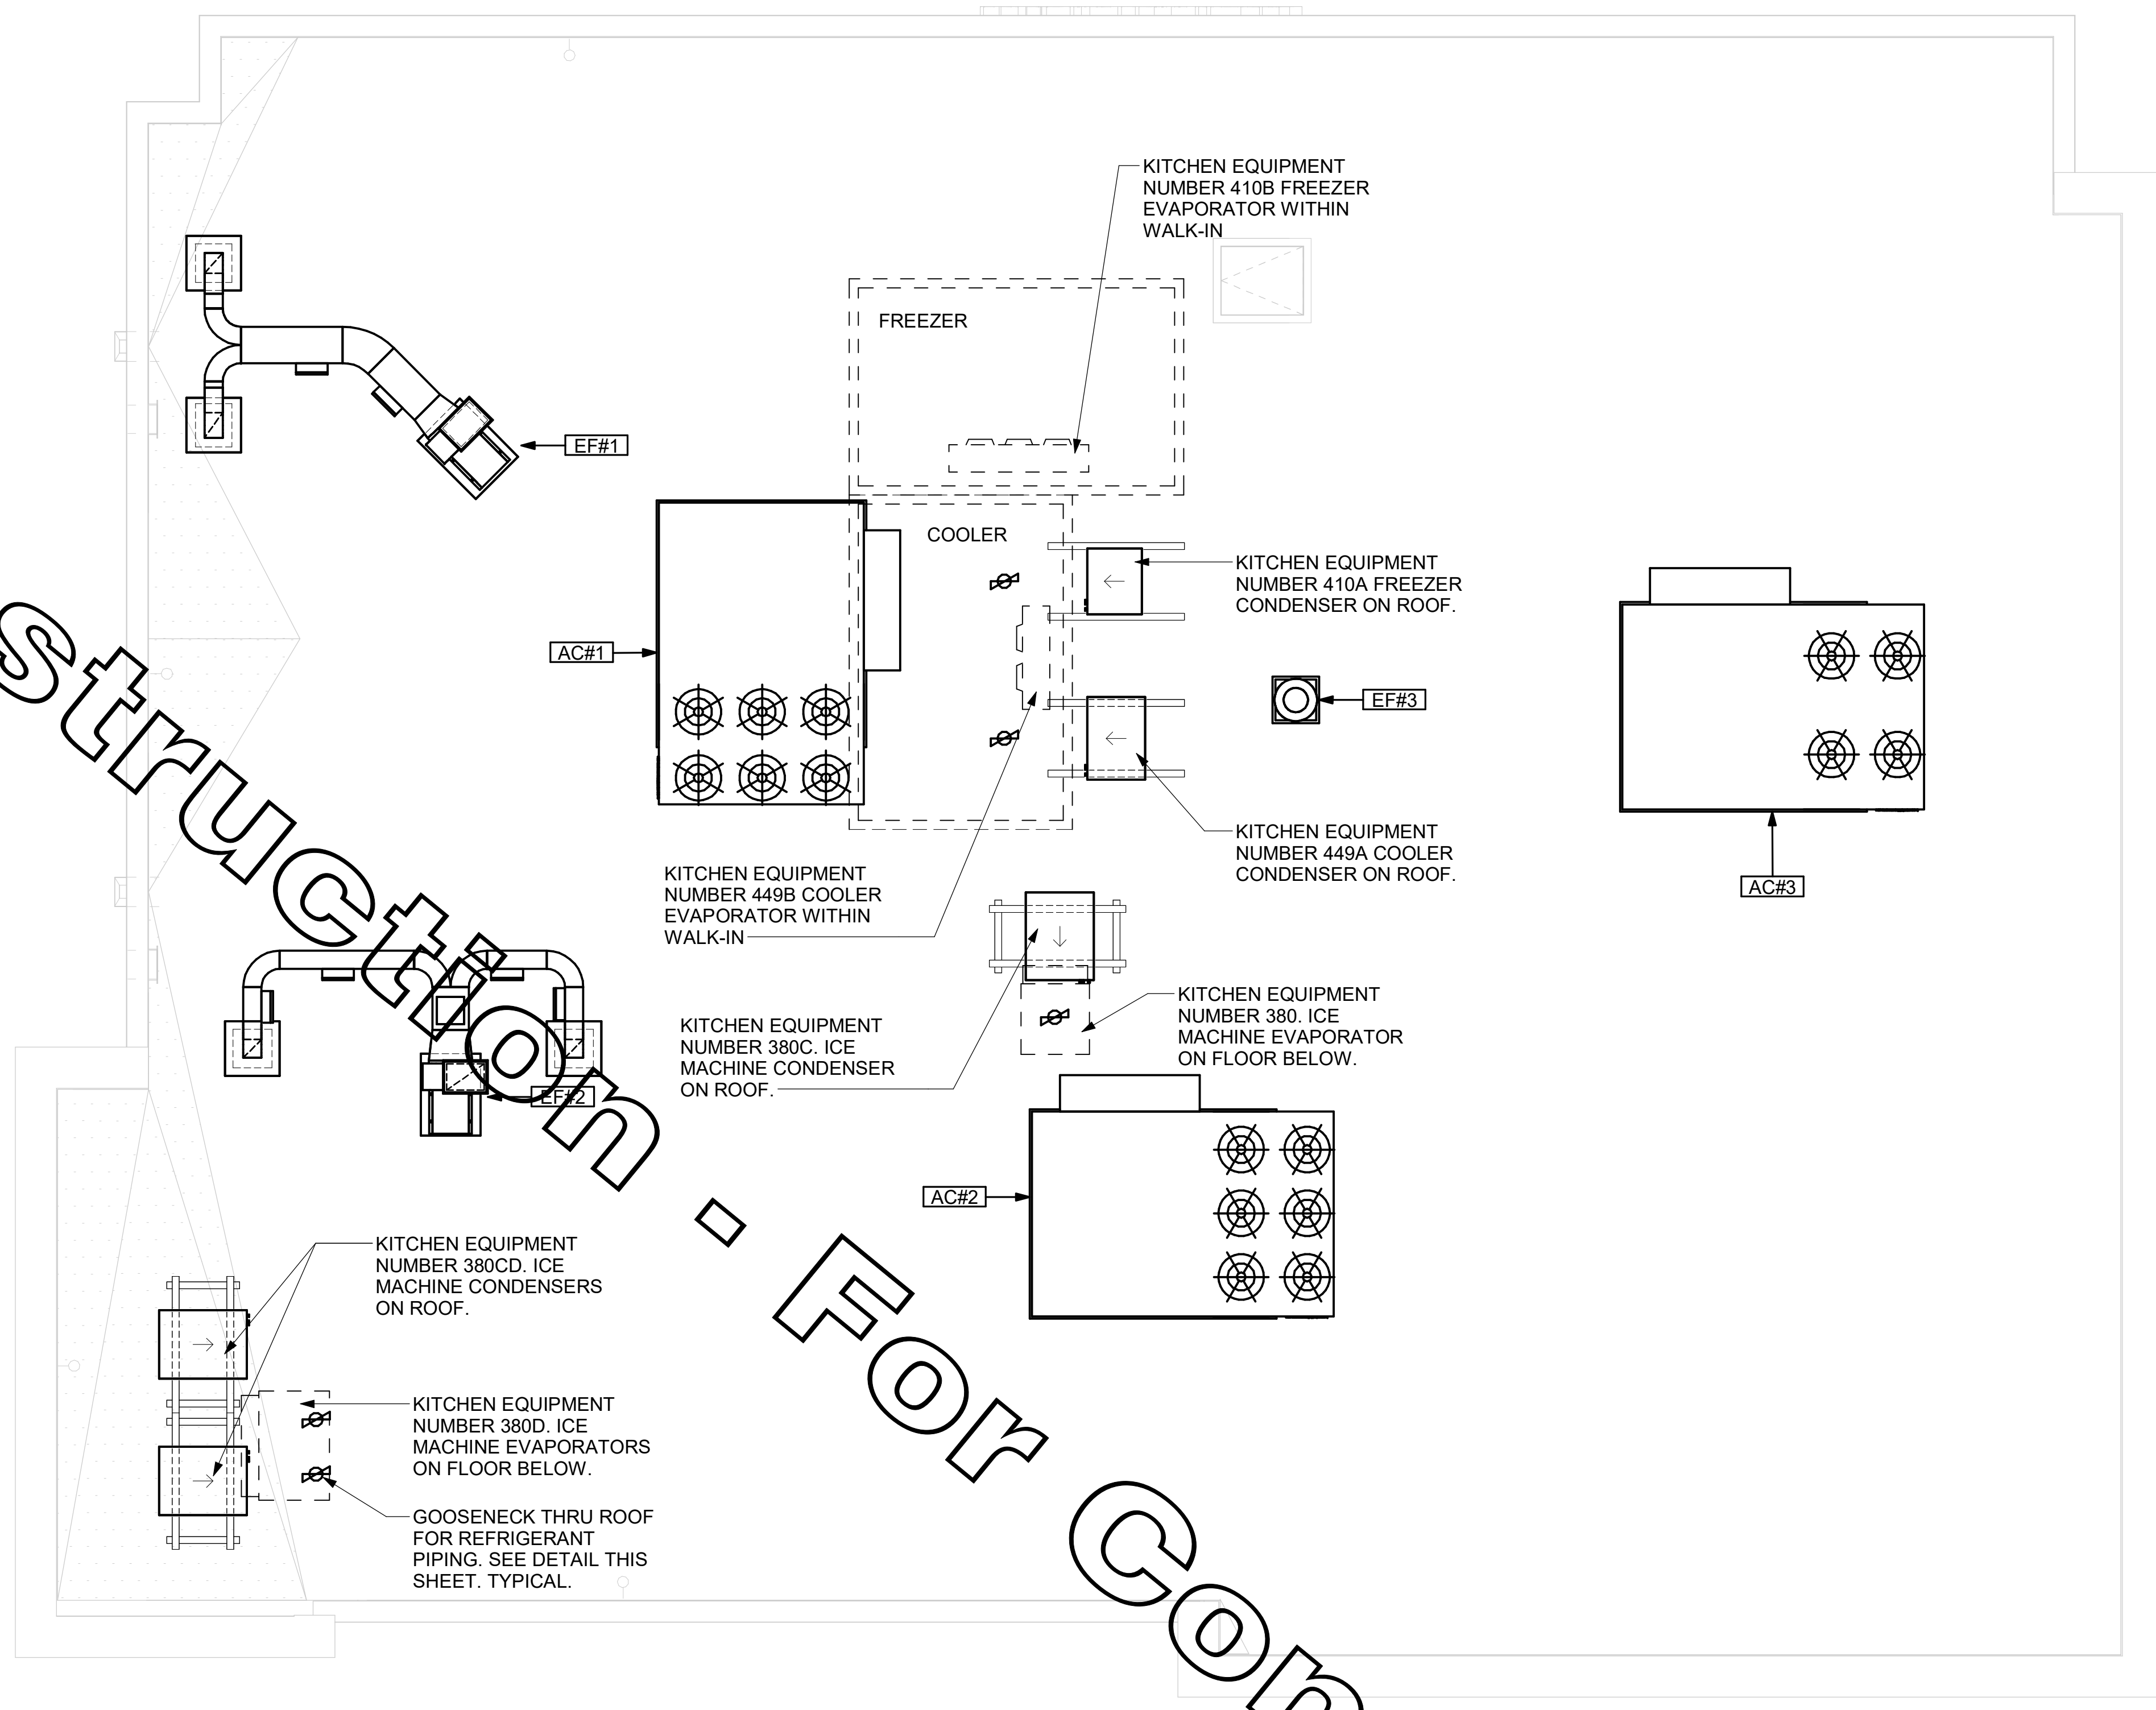 KITCHEN EQUIPMENT
NUMBER 410B FREEZER
EVAPORATOR WITHIN
WALK-IN
FREEZER
EF#1
COOLER
KITCHEN EQUIPMENT
NUMBER 410A FREEZER
CONDENSER ON ROOF.
AC#1
EF#3
KITCHEN EQUIPMENT
NUMBER 449A COOLER
CONDENSER ON ROOF.
KITCHEN EQUIPMENT
NUMBER 449B COOLER
EVAPORATOR WITHIN
WALK-IN
AC#3
KITCHEN EQUIPMENT
NUMBER 380. ICE
MACHINE EVAPORATOR
ON FLOOR BELOW.
KITCHEN EQUIPMENT
NUMBER 380C. ICE
MACHINE CONDENSER
ON ROOF.
EF#2
AC#2
KITCHEN EQUIPMENT
NUMBER 380CD. ICE
MACHINE CONDENSERS
ON ROOF.
KITCHEN EQUIPMENT
NUMBER 380D. ICE
MACHINE EVAPORATORS
ON FLOOR BELOW.
GOOSENECK THRU ROOF
FOR REFRIGERANT
PIPING. SEE DETAIL THIS
SHEET. TYPICAL.
struction - For Con